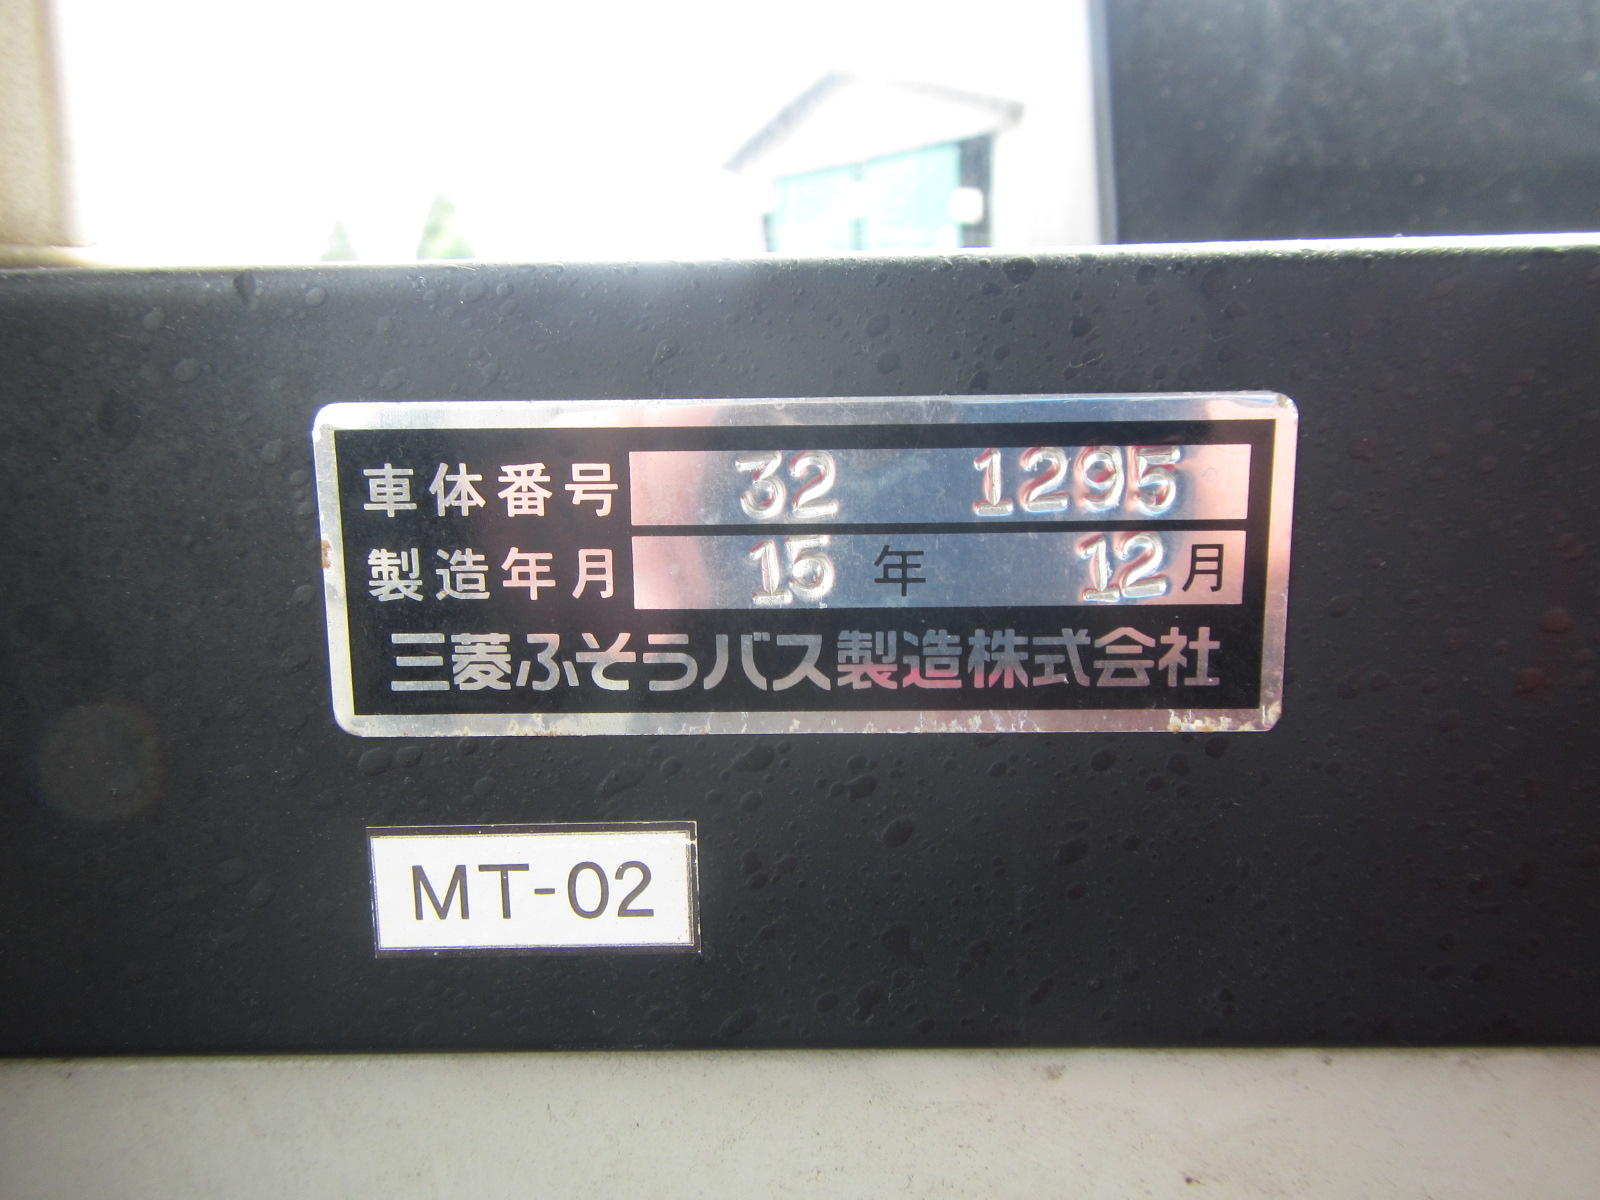 車体番号 32 1295
製造年月 15 年 12 月
三菱ふそうバス製造株式会社
MT-02